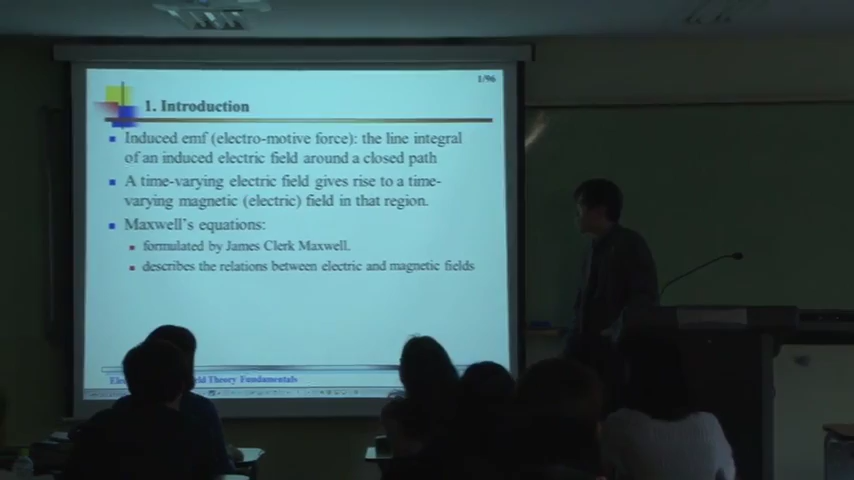 1/96
1. Introduction
Induced emf (electro-motive force): the line integral
of an induced electric field around a closed path
A time-varying electric field gives rise to a time-
varying magnetic (electric) field in that region.
Maxwell's equations:
formulated by James Clerk Maxwell.
describes the relations between electric and magnetic fields
Theory Fundamentals